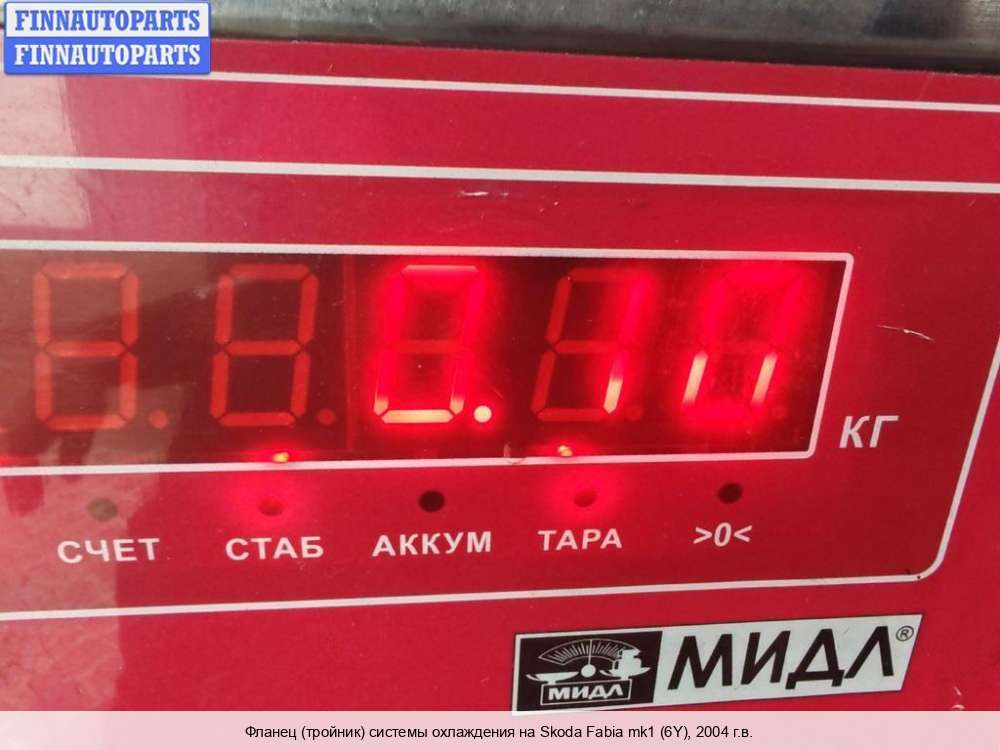 FINNAUTOPARTS
FINNAUTOPARTS
КГ
СЧЕТ СТАБ АККУМ ТАРА >0<
МИДЛ МИДЛ®
Фланец (тройник) системы охлаждения на Skoda Fabia mk1 (6Y), 2004 г.в.